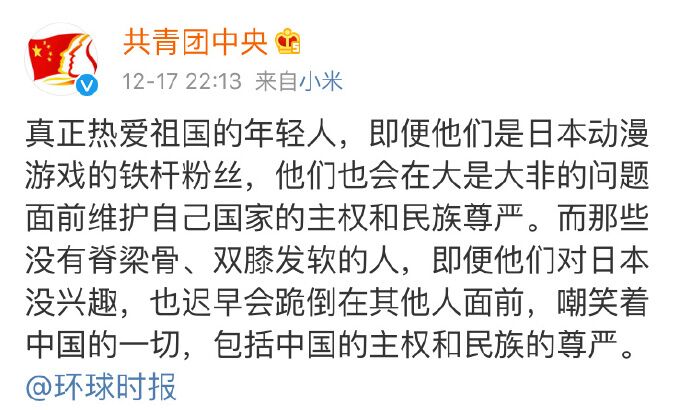 共青团中央
12-17 22:13 来自小米
真正热爱祖国的年轻人，即便他们是日本动漫
游戏的铁杆粉丝，他们也会在大是大非的问题
面前维护自己国家的主权和民族尊严。而那些
没有脊梁骨、双膝发软的人，即便他们对日本
没兴趣，也迟早会跪倒在其他人面前，嘲笑着
中国的一切，包括中国的主权和民族的尊严。
@环球时报